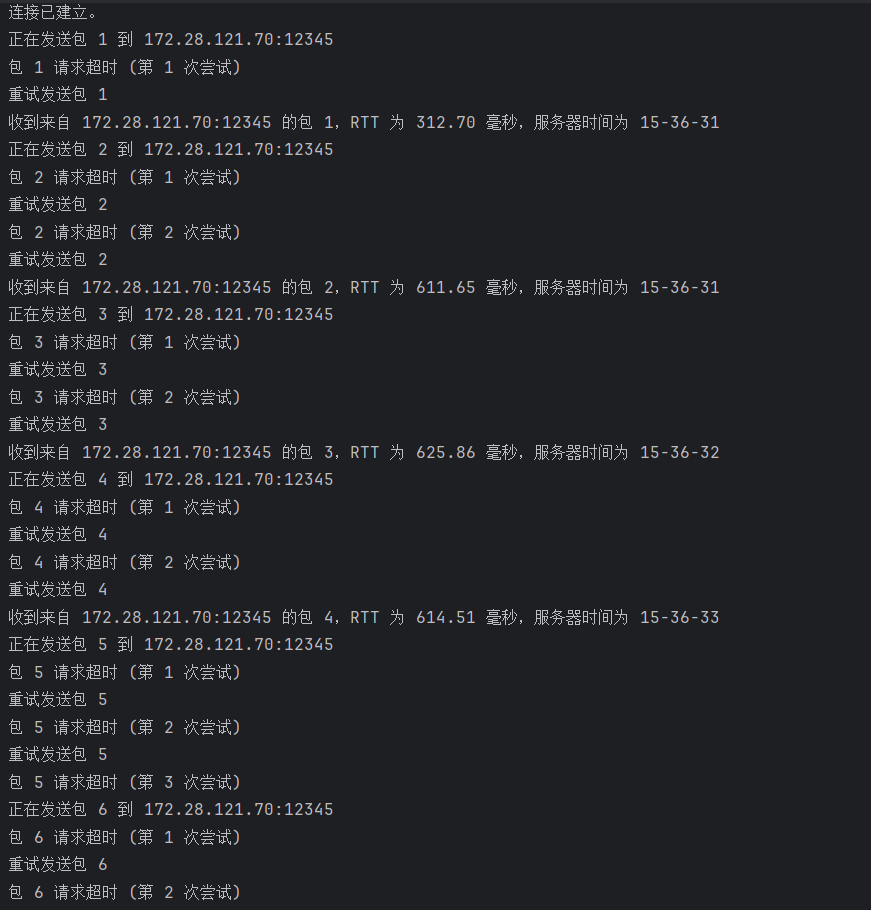 连接已建立。
正在发送包 1 到 172.28.121.70:12345
包 1 请求超时 (第 1 次尝试)
重试发送包 1
收到来自 172.28.121.70:12345 的包 1，RTT 为 312.70 毫秒，服务器时间为 15-36-31
正在发送包 2 到 172.28.121.70:12345
包 2 请求超时 (第 1 次尝试)
重试发送包 2
包 2 请求超时 (第 2 次尝试)
重试发送包 2
收到来自 172.28.121.70:12345 的包 2，RTT 为 611.65 毫秒，服务器时间为 15-36-31
正在发送包 3 到 172.28.121.70:12345
包 3 请求超时 (第 1 次尝试)
重试发送包 3
包 3 请求超时 (第 2 次尝试)
重试发送包 3
收到来自 172.28.121.70:12345 的包 3，RTT 为 625.86 毫秒，服务器时间为 15-36-32
正在发送包 4 到 172.28.121.70:12345
包 4 请求超时 (第 1 次尝试)
重试发送包 4
包 4 请求超时 (第 2 次尝试)
重试发送包 4
收到来自 172.28.121.70:12345 的包 4，RTT 为 614.51 毫秒，服务器时间为 15-36-33
正在发送包 5 到 172.28.121.70:12345
包 5 请求超时 (第 1 次尝试)
重试发送包 5
包 5 请求超时 (第 2 次尝试)
重试发送包 5
包 5 请求超时 (第 3 次尝试)
正在发送包 6 到 172.28.121.70:12345
包 6 请求超时 (第 1 次尝试)
重试发送包 6
包 6 请求超时 (第 2 次尝试)